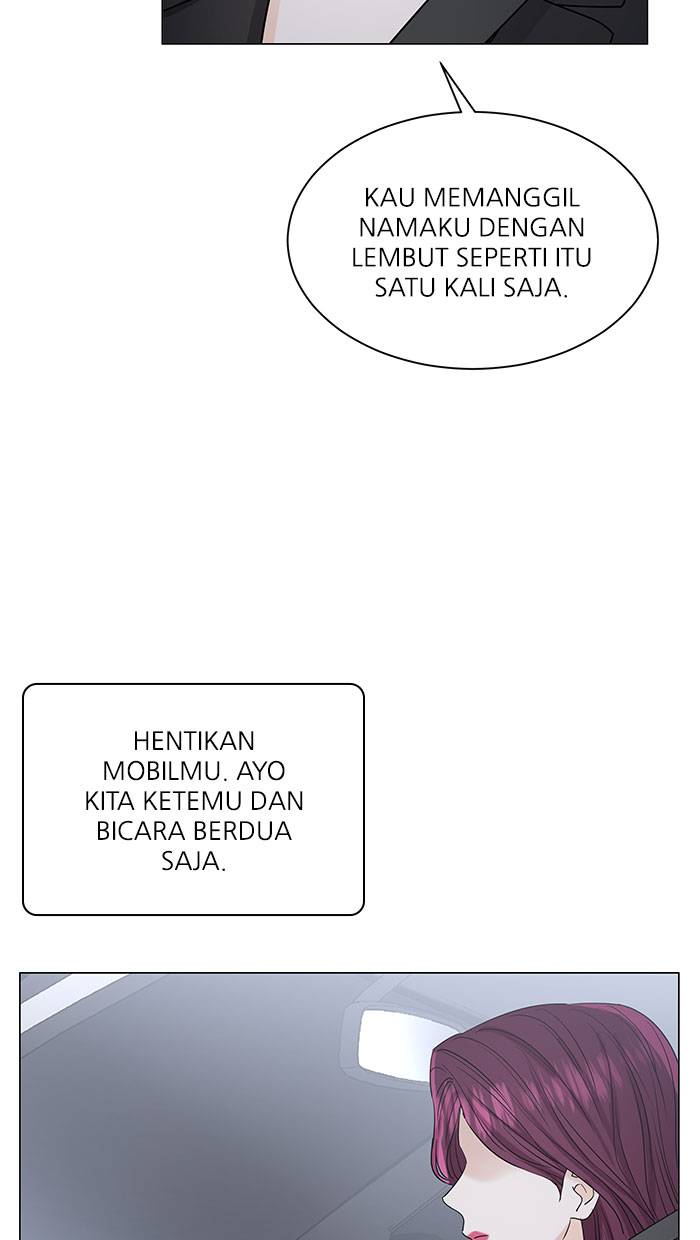 KAU MEMANGGIL
NAMAKU DENGAN
LEMBUT SEPERTI ITU
SATU KALI SAJA.
HENTIKAN
MOBILMU. AYO
KITA KETEMU DAN
BICARA BERDUA
SAJA.